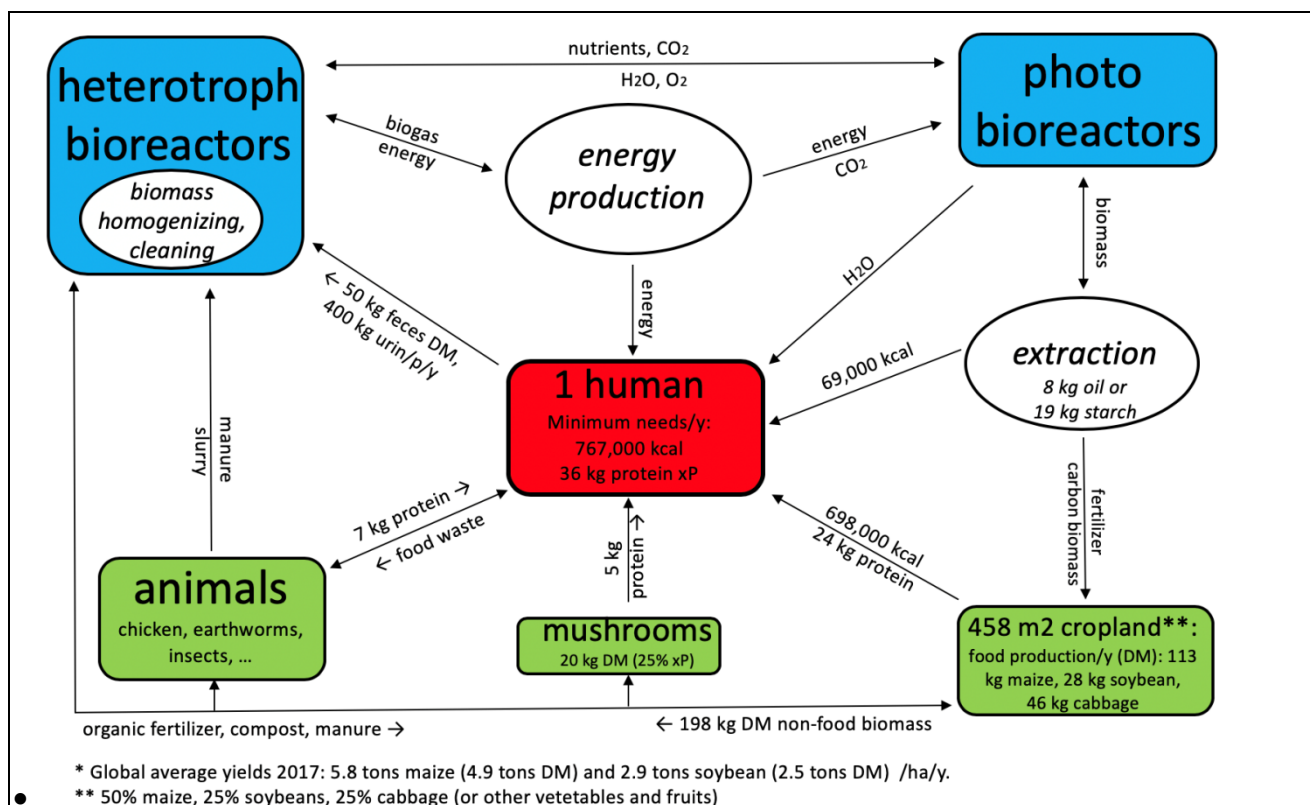 nutrients, CO2
H2O, O2
heterotroph
bioreactors
biomass
homogenizing,
cleaning
photo
bioreactors
biogas
energy
energy
production
energy
CO2
biomass
H2O
energy
← 50 kg feces DM,
400 kg urin/p/y
69,000 kcal
extraction
8 kg oil or
19 kg starch
1 human
Minimum needs/y:
767,000 kcal
36 kg protein xP
manure
slurry
7 kg protein →
← food waste
5 kg
protein →
698,000 kcal
24 kg protein
fertilizer
carbon biomass
animals
chicken, earthworms,
insects, ...
mushrooms
20 kg DM (25% xP)
458 m2 cropland**:
food production/y (DM): 113
kg maize, 28 kg soybean,
46 kg cabbage
organic fertilizer, compost, manure →
← 198 kg DM non-food biomass
* Global average yields 2017: 5.8 tons maize (4.9 tons DM) and 2.9 tons soybean (2.5 tons DM) /ha/y.
** 50% maize, 25% soybeans, 25% cabbage (or other vetetables and fruits)